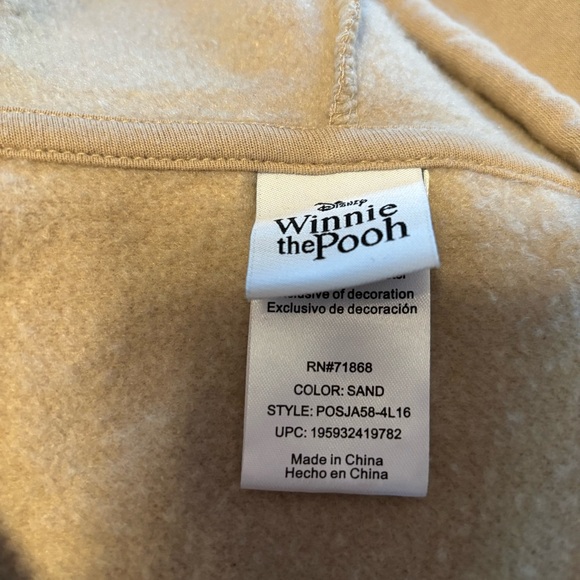 Disney
Winnie
the Pooh
of decoration
Exclusivo de decoración
RN#71868
COLOR: SAND
STYLE: POSJA58-4L16
UPC: 195932419782
Made in China
Hecho en China